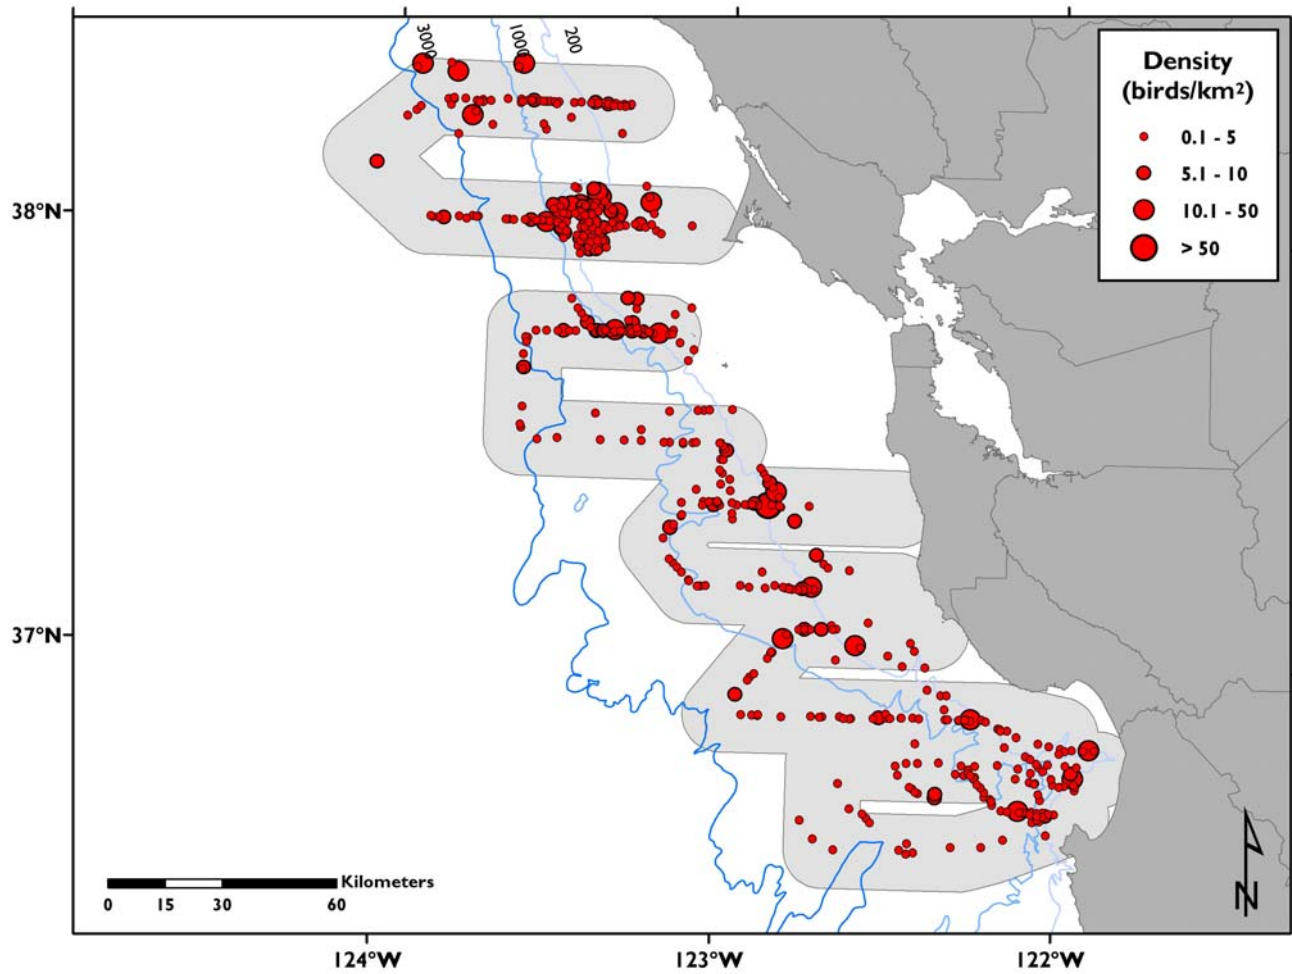 3000
1000
200
Density
(birds/km²)
0.1 - 5
5.1 - 10
10.1 - 50
> 50
38°N
37°N
Kilometers
0 15 30 60
N
124°W 123°W 122°W